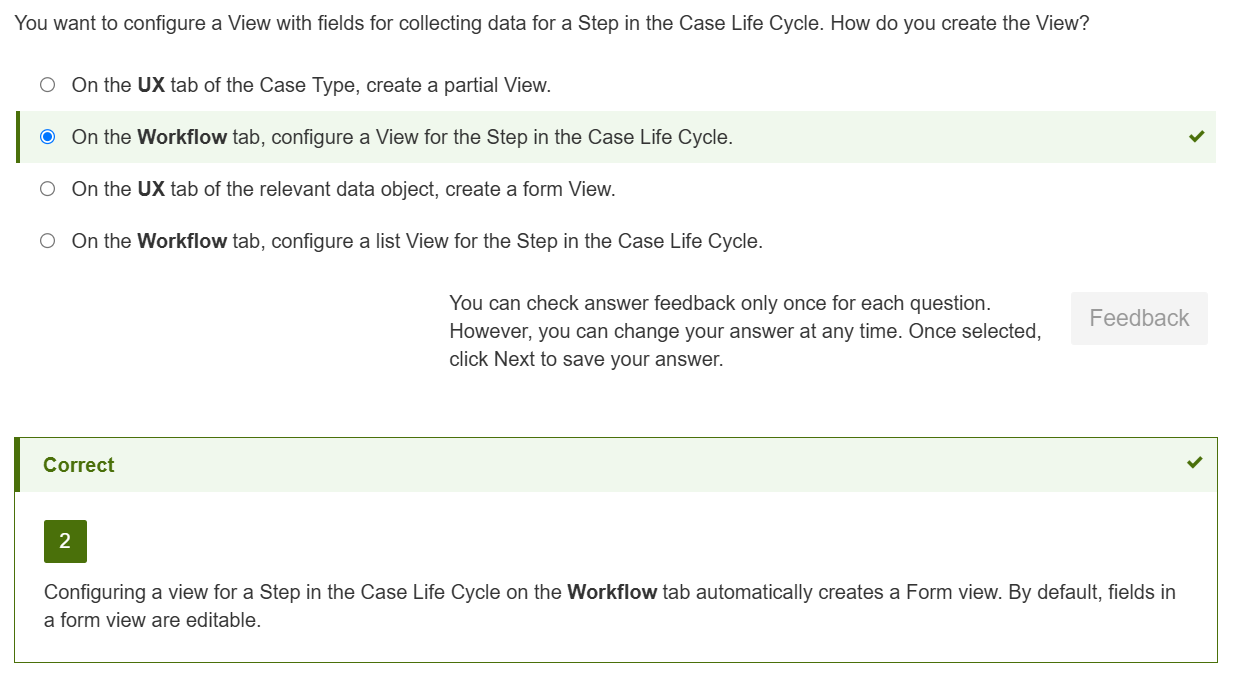 You want to configure a View with fields for collecting data for a Step in the Case Life Cycle. How do you create the View?
On the UX tab of the Case Type, create a partial View.
On the Workflow tab, configure a View for the Step in the Case Life Cycle.
On the UX tab of the relevant data object, create a form View.
On the Workflow tab, configure a list View for the Step in the Case Life Cycle.
You can check answer feedback only once for each question.
However, you can change your answer at any time. Once selected,
click Next to save your answer.
Feedback
Correct
2
Configuring a view for a Step in the Case Life Cycle on the Workflow tab automatically creates a Form view. By default, fields in
a form view are editable.